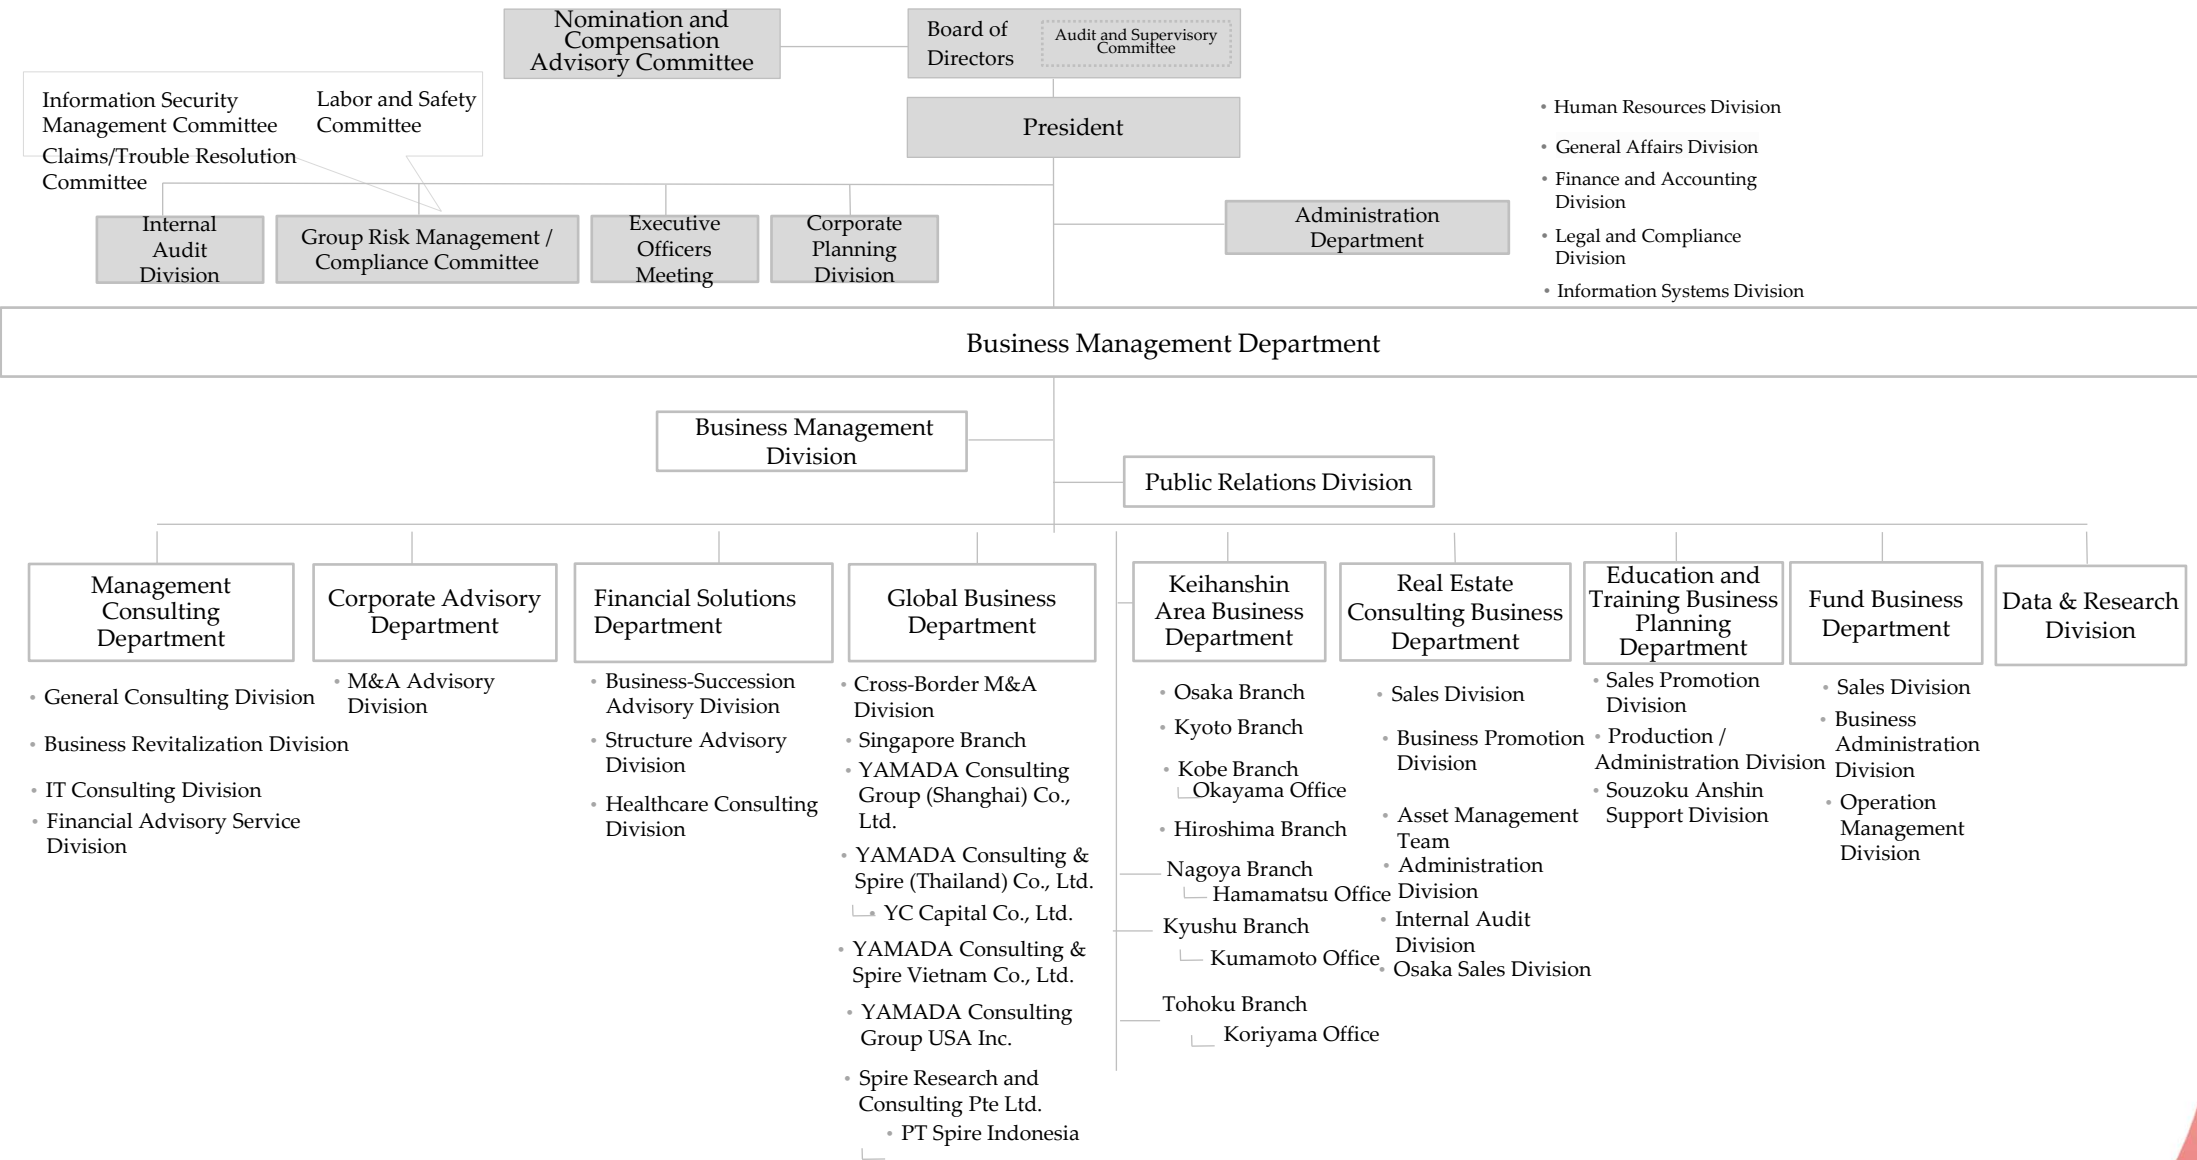 Nomination and
Compensation
Advisory Committee
Board of
Directors
Audit and Supervisory
Committee
Information Security
Management Committee
Labor and Safety
Committee
Claims/Trouble Resolution
Committee
President
• Human Resources Division
• General Affairs Division
• Finance and Accounting
Division
• Legal and Compliance
Division
• Information Systems Division
Internal
Audit
Division
Group Risk Management /
Compliance Committee
Executive
Officers
Meeting
Corporate
Planning
Division
Administration
Department
Business Management Department
Business Management
Division
Public Relations Division
Management
Consulting
Department
• General Consulting Division
• Business Revitalization Division
• IT Consulting Division
• Financial Advisory Service
Division
Corporate Advisory
Department
• M&A Advisory
Division
Financial Solutions
Department
• Business-Succession
Advisory Division
• Structure Advisory
Division
• Healthcare Consulting
Division
Global Business
Department
• Cross-Border M&A
Division
• Singapore Branch
• YAMADA Consulting
Group (Shanghai) Co.,
Ltd.
• YAMADA Consulting &
Spire (Thailand) Co., Ltd.
• YC Capital Co., Ltd.
• YAMADA Consulting &
Spire Vietnam Co., Ltd.
• YAMADA Consulting
Group USA Inc.
• Spire Research and
Consulting Pte Ltd.
• PT Spire Indonesia
Keihanshin
Area Business
Department
• Osaka Branch
• Kyoto Branch
• Kobe Branch
Okayama Office
• Hiroshima Branch
Nagoya Branch
Hamamatsu Office
Kyushu Branch
Kumamoto Office
Tohoku Branch
Koriyama Office
Real Estate
Consulting Business
Department
• Sales Division
• Business Promotion
Division
• Asset Management
Team
• Administration
Division
• Internal Audit
Division
• Osaka Sales Division
Education and
Training Business
Planning
Department
• Sales Promotion
Division
• Production /
Administration Division
• Souzoku Anshin
Support Division
Fund Business
Department
• Sales Division
• Business
Administration
Division
• Operation
Management
Division
Data & Research
Division